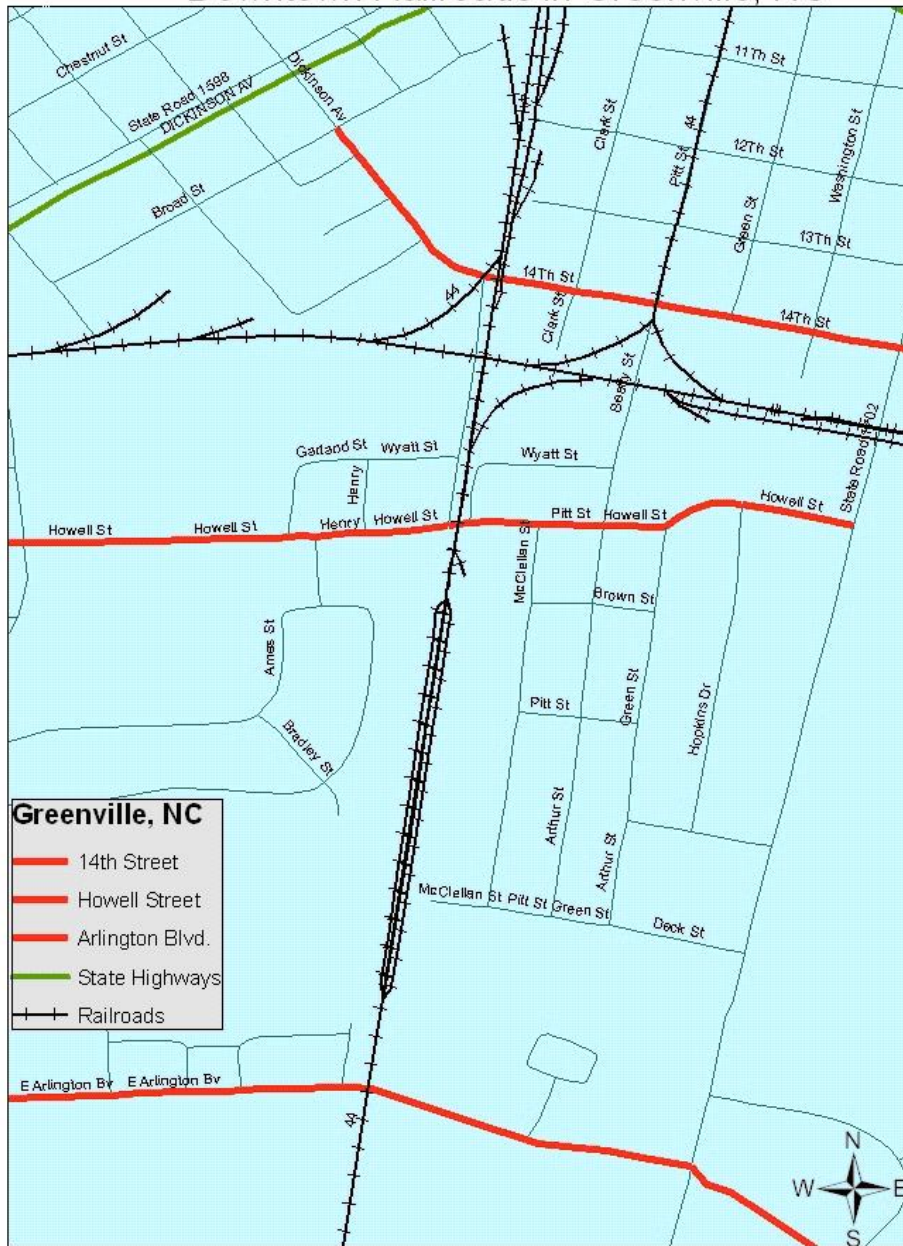 Chestnut St
State Road 1598
DICKINSON AV
Dickinson Av
Broad St
11Th St
44
Clark St
Pitt St
12Th St
Washington St
Green St
13Th St
14Th St
44
Clark St
14Th St
Beatty St
Garland St
Wyatt St
Wyatt St
Henry
Howell St
Howell St
Henry
Howell St
Pitt St
Howell St
Howell St
McClellan St
Brown St
Ames St
Green St
Pitt St
Hopkins Dr
Bradley St
Arthur St
Arthur St
McClellan St
Pitt St
Green St
Deck St
Greenville, NC
14th Street
Howell Street
Arlington Blvd.
State Highways
Railroads
E Arlington Bv
E Arlington Bv
44
N
W
E
S